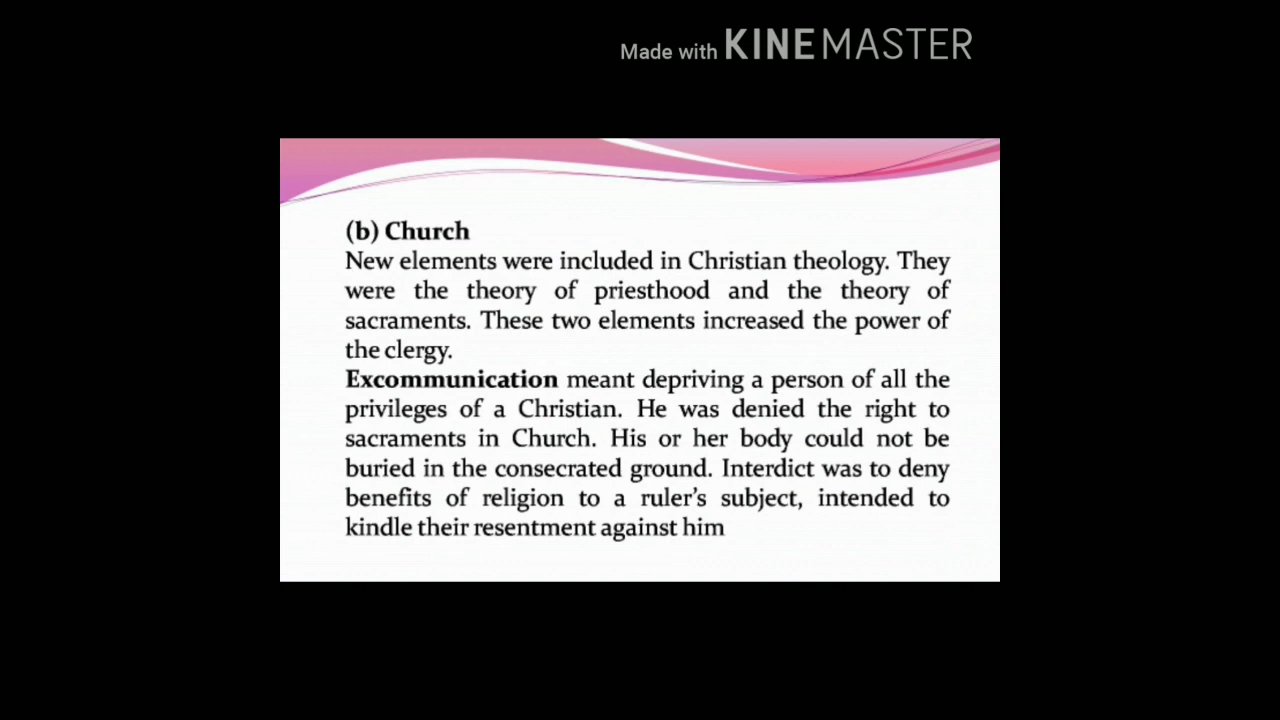 Made with KINEMASTER
(b) Church
New elements were included in Christian theology. They
were the theory of priesthood and the theory of
sacraments. These two elements increased the power of
the clergy.
Excommunication meant depriving a person of all the
privileges of a Christian. He was denied the right to
sacraments in Church. His or her body could not be
buried in the consecrated ground. Interdict was to deny
benefits of religion to a ruler’s subject, intended to
kindle their resentment against him